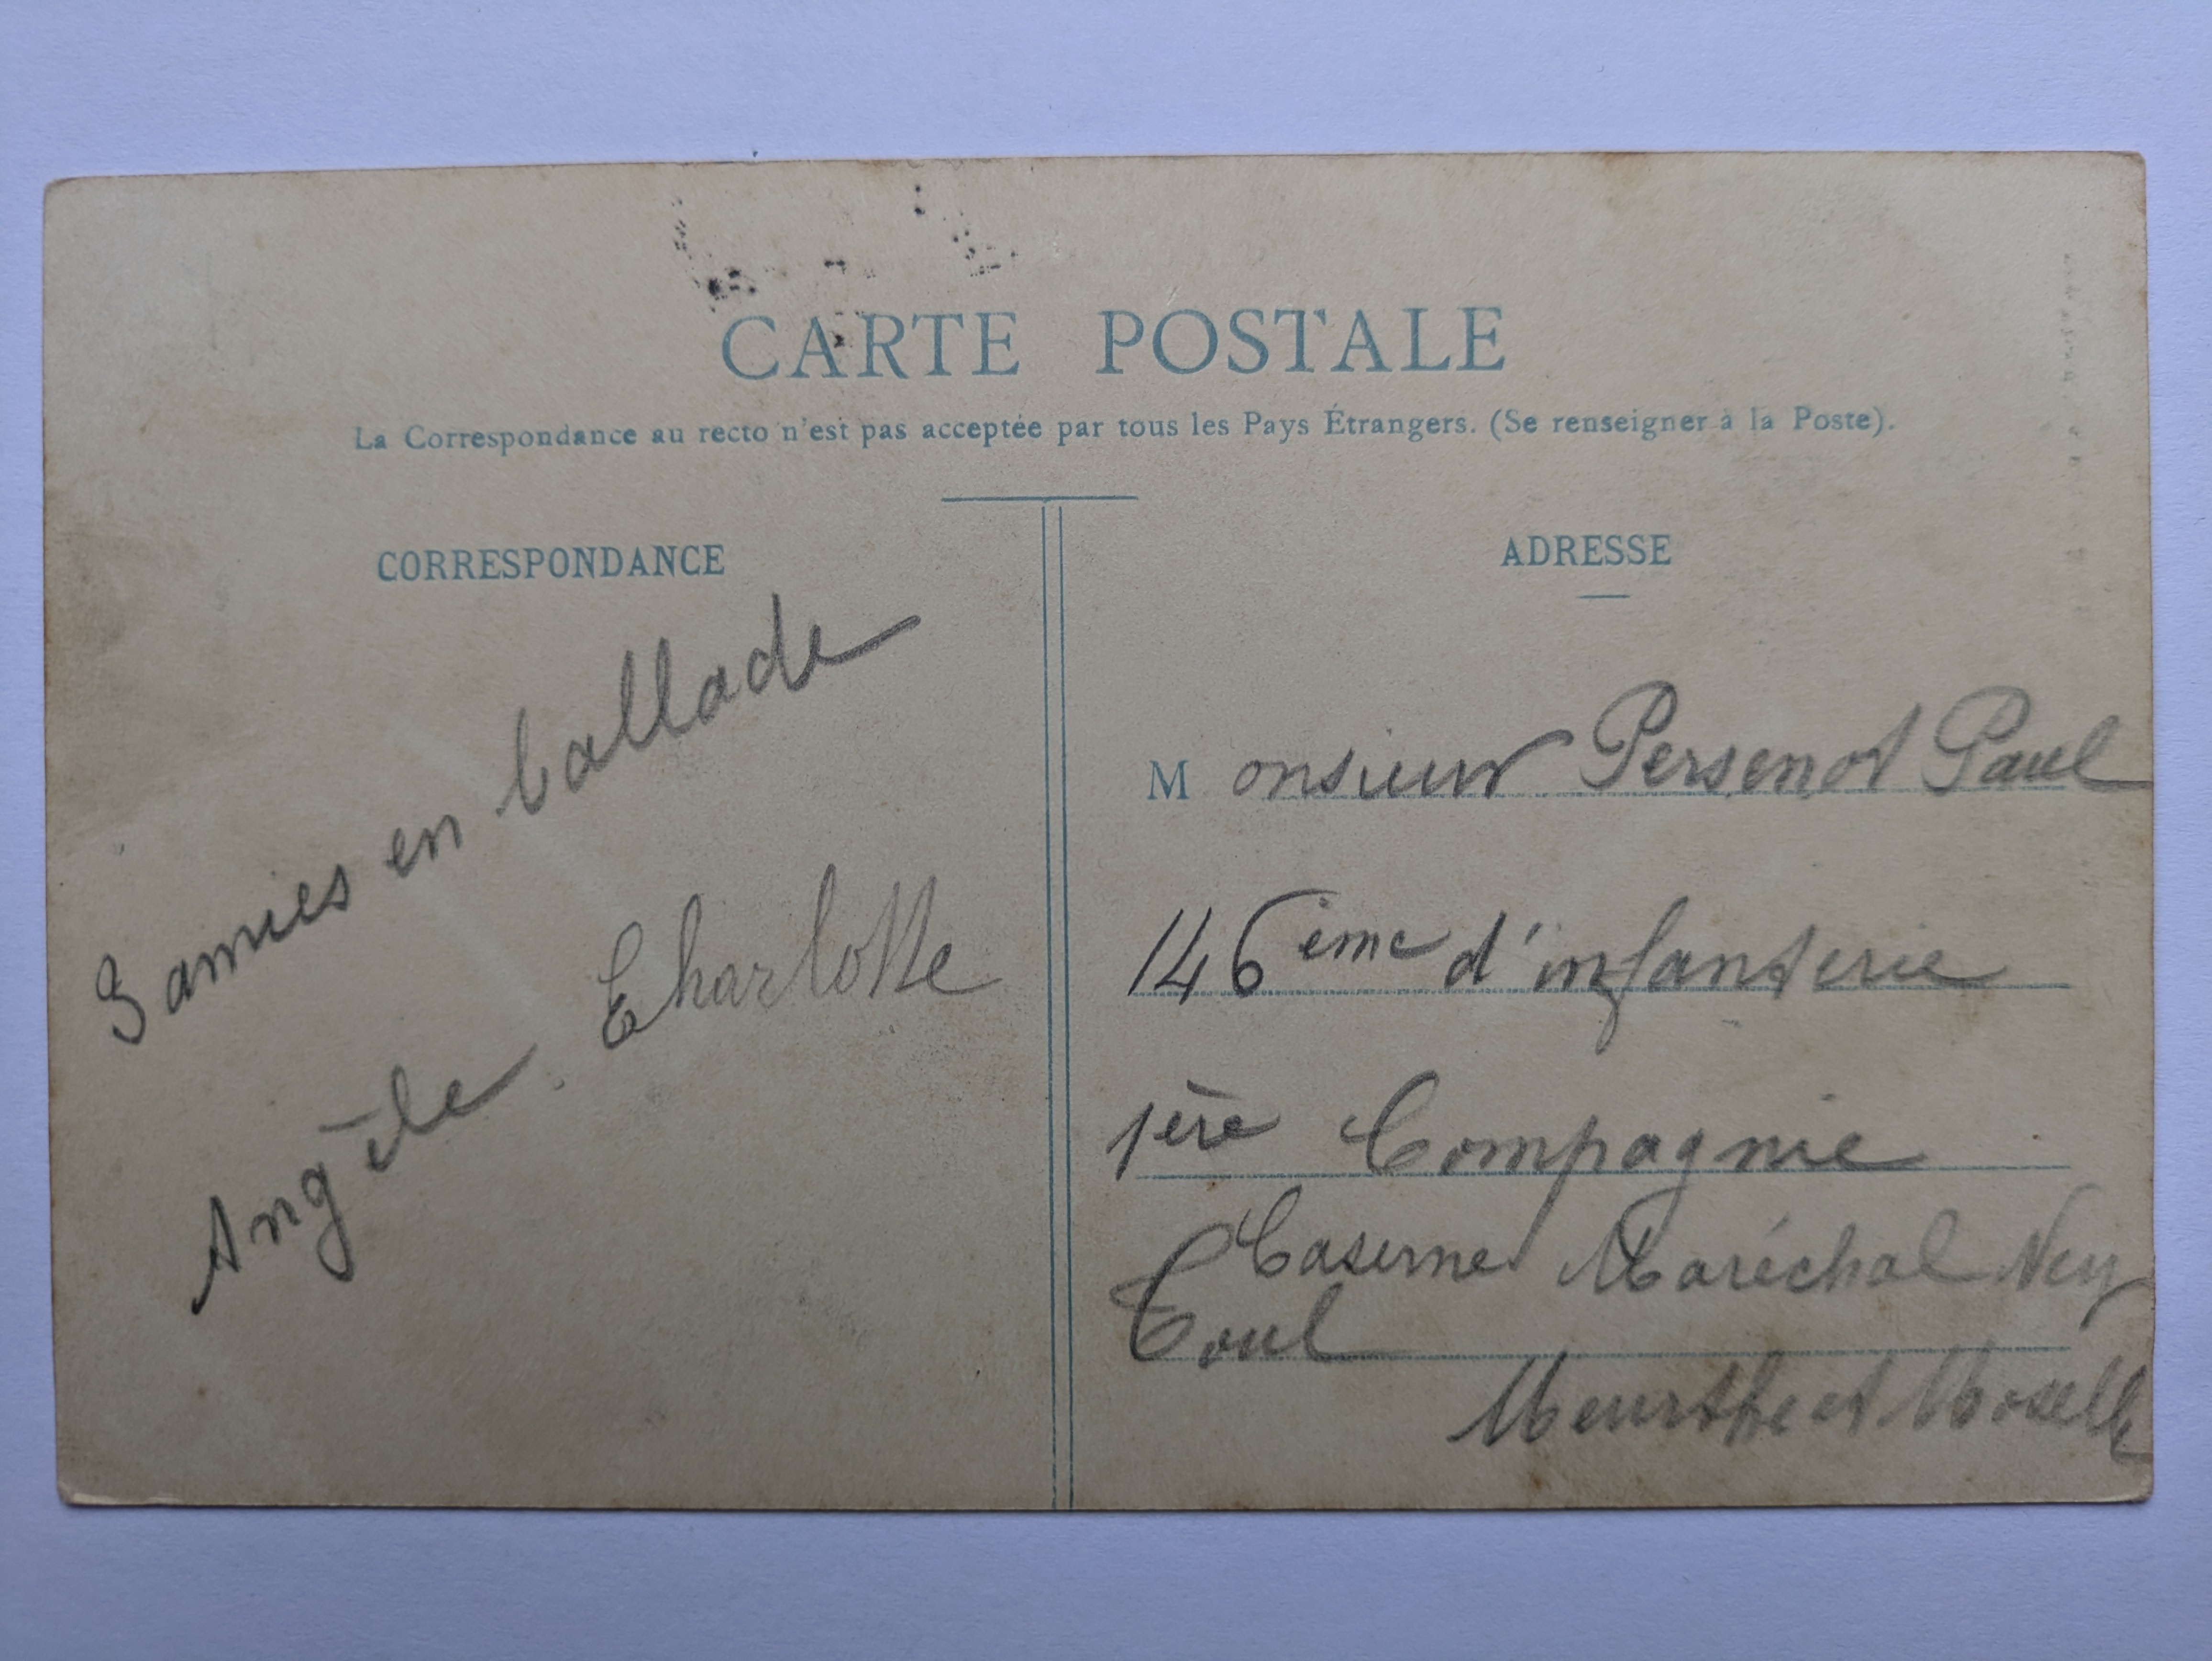 CARTE POSTALE
La Correspondance au recto n'est pas acceptée par tous les Pays Étrangers. (Se renseigner à la Poste).
CORRESPONDANCE
3 amies en ballade
Angèle. Charlotte
ADRESSE
Monsieur Persenot Paul
146ème d'infanterie
1ère Compagnie
Caserne Maréchal Ney
Toul
Meurthe et Moselle